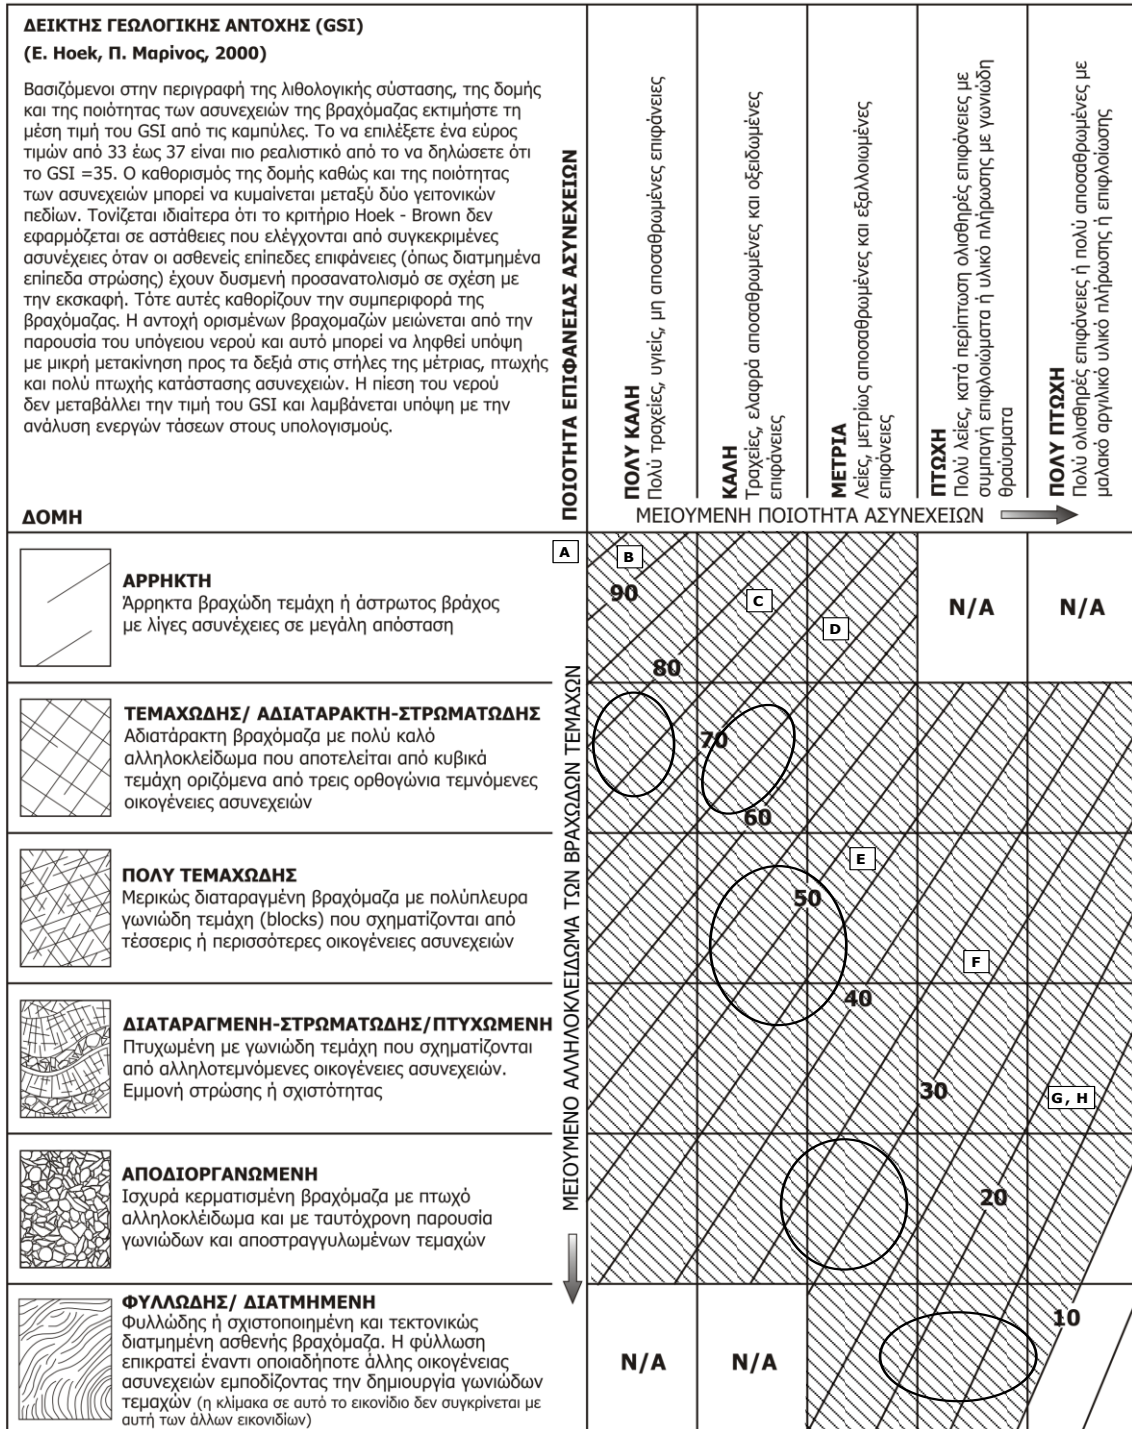 ΔΕΙΚΤΗΣ ΓΕΩΛΟΓΙΚΗΣ ΑΝΤΟΧΗΣ (GSI)
(E. Hoek, Π. Μαρίνος, 2000)
Βασιζόμενοι στην περιγραφή της λιθολογικής σύστασης, της δομής
και της ποιότητας των ασυνεχειών της βραχόμαζας εκτιμήστε τη
μέση τιμή του GSI από τις καμπύλες. Το να επιλέξετε ένα εύρος
τιμών από 33 έως 37 είναι πιο ρεαλιστικό από το να δηλώσετε ότι
το GSI =35. Ο καθορισμός της δομής καθώς και της ποιότητας
των ασυνεχειών μπορεί να κυμαίνεται μεταξύ δύο γειτονικών
πεδίων. Τονίζεται ιδιαίτερα ότι το κριτήριο Hoek - Brown δεν
εφαρμόζεται σε αστάθειες που ελέγχονται από συγκεκριμένες
ασυνέχειες όταν οι ασθενείς επίπεδες επιφάνειες (όπως διατμημένα
επίπεδα στρώσης) έχουν δυσμενή προσανατολισμό σε σχέση με
την εκσκαφή. Τότε αυτές καθορίζουν την συμπεριφορά της
βραχόμαζας. Η αντοχή ορισμένων βραχομαζών μειώνεται από την
παρουσία του υπόγειου νερού και αυτό μπορεί να ληφθεί υπόψη
με μικρή μετακίνηση προς τα δεξιά στις στήλες της μέτριας, πτωχής
και πολύ πτωχής κατάστασης ασυνεχειών. Η πίεση του νερού
δεν μεταβάλλει την τιμή του GSI και λαμβάνεται υπόψη με την
ανάλυση ενεργών τάσεων στους υπολογισμούς.
ΔΟΜΗ
ΠΟΙΟΤΗΤΑ ΕΠΙΦΑΝΕΙΑΣ ΑΣΥΝΕΧΕΙΩΝ
ΠΟΛΥ ΚΑΛΗ
Πολύ τραχείες, υγιείς, μη αποσαθρωμένες επιφάνειες
ΚΑΛΗ
Τραχείες, ελαφρά αποσαθρωμένες και οξειδωμένες
επιφάνειες
ΜΕΤΡΙΑ
Λείες, μετρίως αποσαθρωμένες και εξαλλοιωμένες
επιφάνειες
ΠΤΩΧΗ
Πολύ λείες, κατά περίπτωση ολισθηρές επιφάνειες με
συμπαγή επιφλοιώματα ή υλικό πλήρωσης με γωνιώδη
θραύσματα
ΠΟΛΥ ΠΤΩΧΗ
Πολύ ολισθηρές επιφάνειες ή πολύ αποσαθρωμένες με
μαλακό αργιλικό υλικό πλήρωσης ή επιφλοίωσης
ΜΕΙΟΥΜΕΝΗ ΠΟΙΟΤΗΤΑ ΑΣΥΝΕΧΕΙΩΝ
ΜΕΙΟΥΜΕΝΟ ΑΛΛΗΛΟΚΛΕΙΔΩΜΑ ΤΩΝ ΒΡΑΧΩΔΩΝ ΤΕΜΑΧΩΝ
ΑΡΡΗΚΤΗ
Άρρηκτα βραχώδη τεμάχη ή άστρωτος βράχος
με λίγες ασυνέχειες σε μεγάλη απόσταση
A
B
90
C
D
80
N/A
N/A
ΤΕΜΑΧΩΔΗΣ/ ΑΔΙΑΤΑΡΑΚΤΗ-ΣΤΡΩΜΑΤΩΔΗΣ
Αδιατάρακτη βραχόμαζα με πολύ καλό
αλληλοκλείδωμα που αποτελείται από κυβικά
τεμάχη οριζόμενα από τρεις ορθογώνια τεμνόμενες
οικογένειες ασυνεχειών
70
60
ΠΟΛΥ ΤΕΜΑΧΩΔΗΣ
Μερικώς διαταραγμένη βραχόμαζα με πολύπλευρα
γωνιώδη τεμάχη (blocks) που σχηματίζονται από
τέσσερις ή περισσότερες οικογένειες ασυνεχειών
E
50
F
ΔΙΑΤΑΡΑΓΜΕΝΗ-ΣΤΡΩΜΑΤΩΔΗΣ/ΠΤΥΧΩΜΕΝΗ
Πτυχωμένη με γωνιώδη τεμάχη που σχηματίζονται
από αλληλοτεμνόμενες οικογένειες ασυνεχειών.
Εμμονή στρώσης ή σχιστότητας
40
30
G, H
ΑΠΟΔΙΟΡΓΑΝΩΜΕΝΗ
Ισχυρά κερματισμένη βραχόμαζα με πτωχό
αλληλοκλείδωμα και με ταυτόχρονη παρουσία
γωνιώδών και αποστραγγυλωμένων τεμαχών
20
ΦΥΛΛΩΔΗΣ/ ΔΙΑΤΜΗΜΕΝΗ
Φυλλώδης ή σχιστοποιημένη και τεκτονικώς
διατμημένη ασθενής βραχόμαζα. Η φύλλωση
επικρατεί έναντι οποιαδήποτε άλλης οικογένειας
ασυνεχειών εμποδίζοντας την δημιουργία γωνιώδών
τεμαχών (η κλίμακα σε αυτό το εικονίδιο δεν συγκρίνεται με
αυτή των άλλων εικονιδίων)
N/A
N/A
10